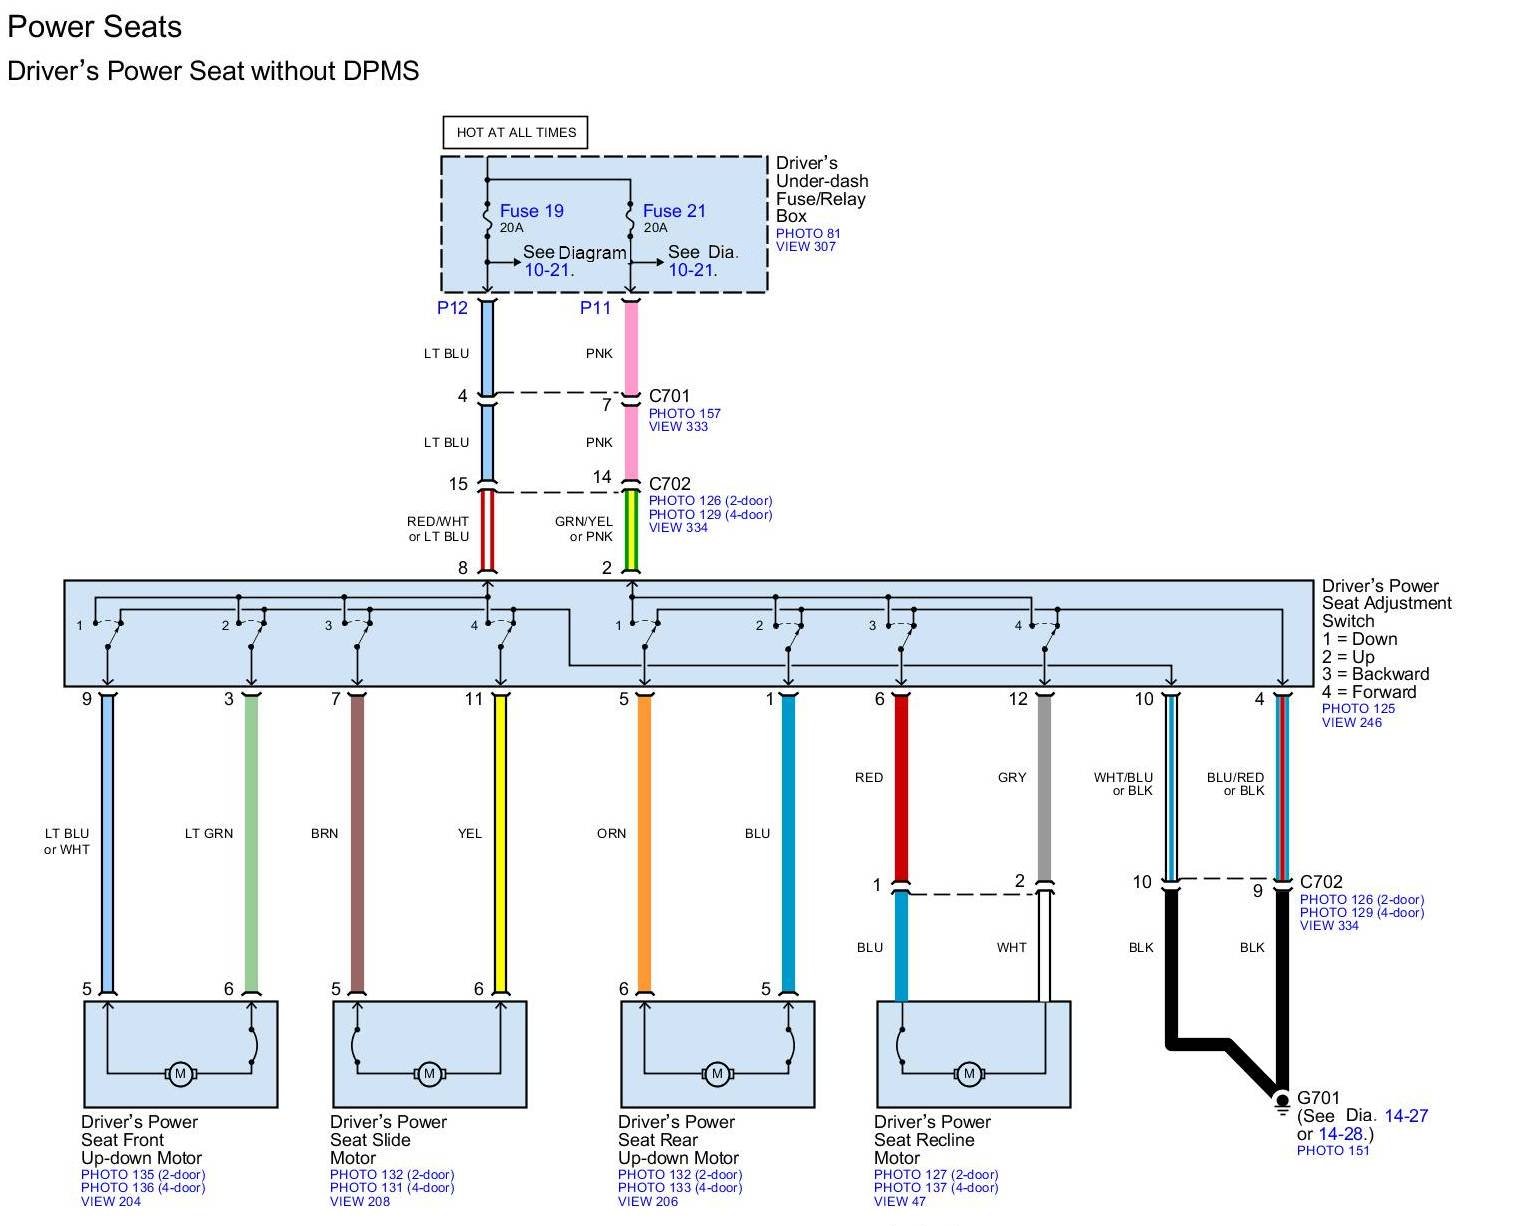 Power Seats
Driver's Power Seat without DPMS
HOT AT ALL TIMES
Driver's
Under-dash
Fuse/Relay
Box
PHOTO 81
VIEW 307
Fuse 19
20A
See Diagram
10-21.
Fuse 21
20A
See Dia.
10-21.
P12
P11
LT BLU
PNK
4
7
C701
PHOTO 157
VIEW 333
LT BLU
PNK
15
14
C702
PHOTO 126 (2-door)
PHOTO 129 (4-door)
VIEW 334
RED/WHT
or LT BLU
GRN/YEL
or PNK
8
2
1
2
3
4
1
2
3
4
Driver's Power
Seat Adjustment
Switch
1 = Down
2 = Up
3 = Backward
4 = Forward
PHOTO 125
VIEW 246
9
3
7
11
5
1
6
12
10
4
LT BLU
or WHT
LT GRN
BRN
YEL
ORN
BLU
RED
GRY
WHT/BLU
or BLK
BLU/RED
or BLK
1
2
10
9
C702
PHOTO 126 (2-door)
PHOTO 129 (4-door)
VIEW 334
BLU
WHT
BLK
BLK
5
6
5
6
6
5
M
M
M
M
G701
(See Dia. 14-27
or 14-28.)
PHOTO 151
Driver's Power
Seat Front
Up-down Motor
PHOTO 135 (2-door)
PHOTO 136 (4-door)
VIEW 204
Driver's Power
Seat Slide
Motor
PHOTO 132 (2-door)
PHOTO 131 (4-door)
VIEW 208
Driver's Power
Seat Rear
Up-down Motor
PHOTO 132 (2-door)
PHOTO 133 (4-door)
VIEW 206
Driver's Power
Seat Recline
Motor
PHOTO 127 (2-door)
PHOTO 137 (4-door)
VIEW 47